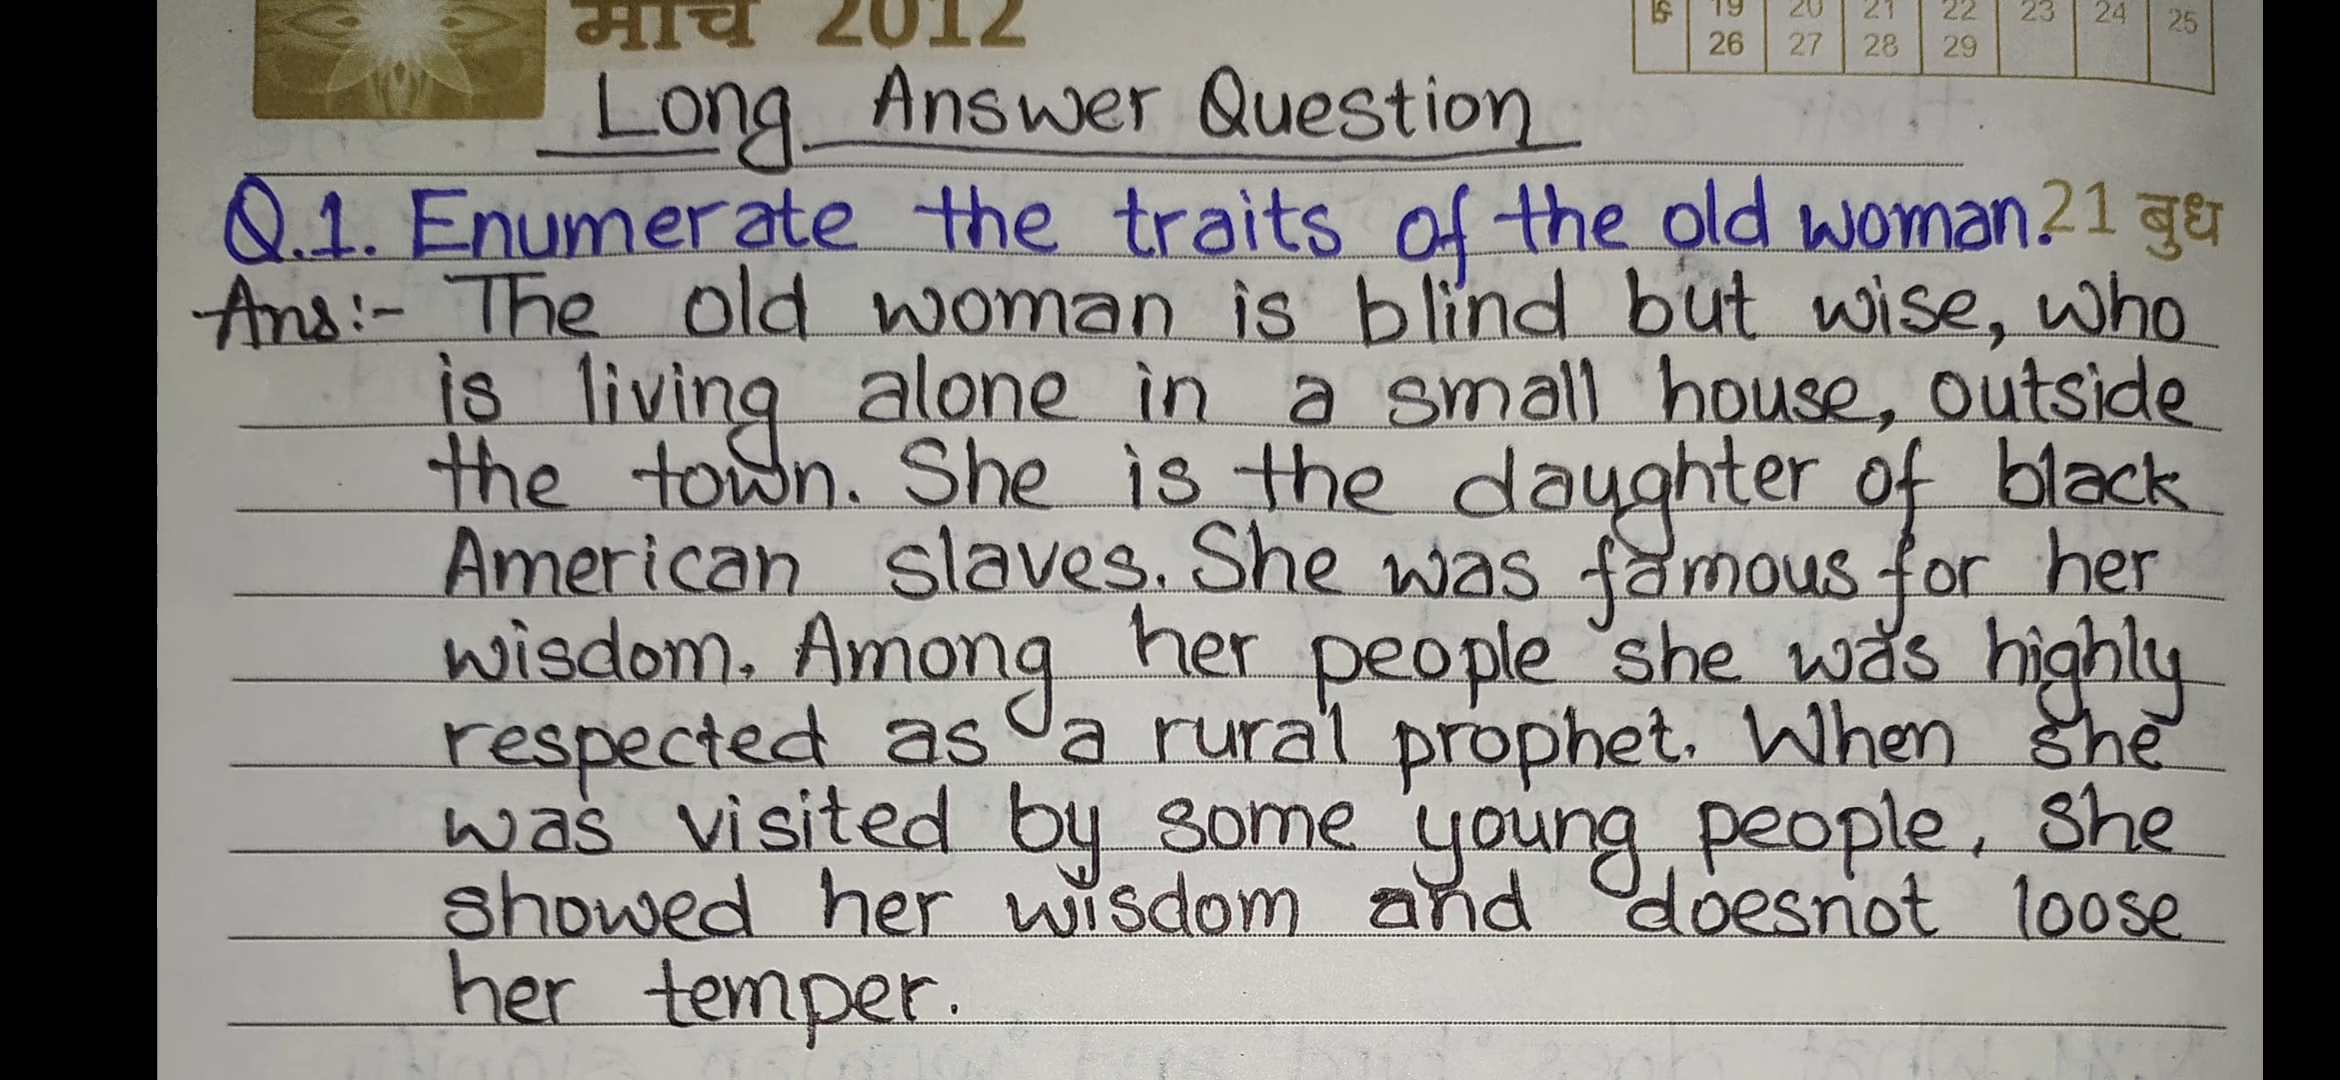 मार्च 2012
19 20 21 22 23 24 25
26 27 28 29
Long Answer Question
Q.1. Enumerate the traits of the old woman.
21 बुध
Ans:- The old woman is blind but wise, who
is living alone in a small house, outside
the town. She is the daughter of black
American slaves. She was famous for her
wisdom. Among her people she was highly
respected as a rural prophet. When she
was visited by some young people, she
showed her wisdom and doesnot loose
her temper.